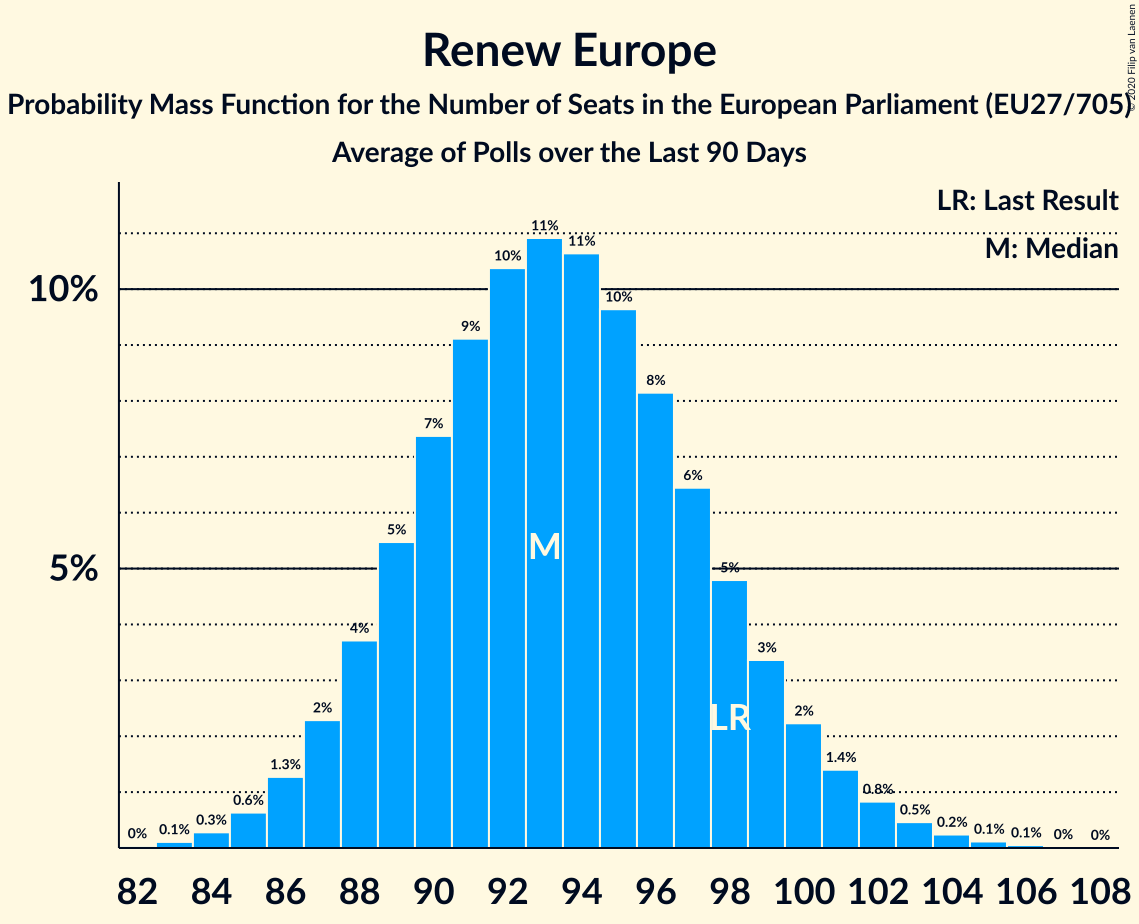 Renew Europe
© 2020 Filip van Laenen
Probability Mass Function for the Number of Seats in the European Parliament (EU27/705)
Average of Polls over the Last 90 Days
LR: Last Result
M: Median
10%
5%
0% 0.1% 0.3% 0.6% 1.3% 2% 4% 5% 7% 9% 10% 11% 11% 10% 8% 6% 5% 3% 2% 1.4% 0.8% 0.5% 0.2% 0.1% 0.1% 0% 0%
M
LR
82 84 86 88 90 92 94 96 98 100 102 104 106 108